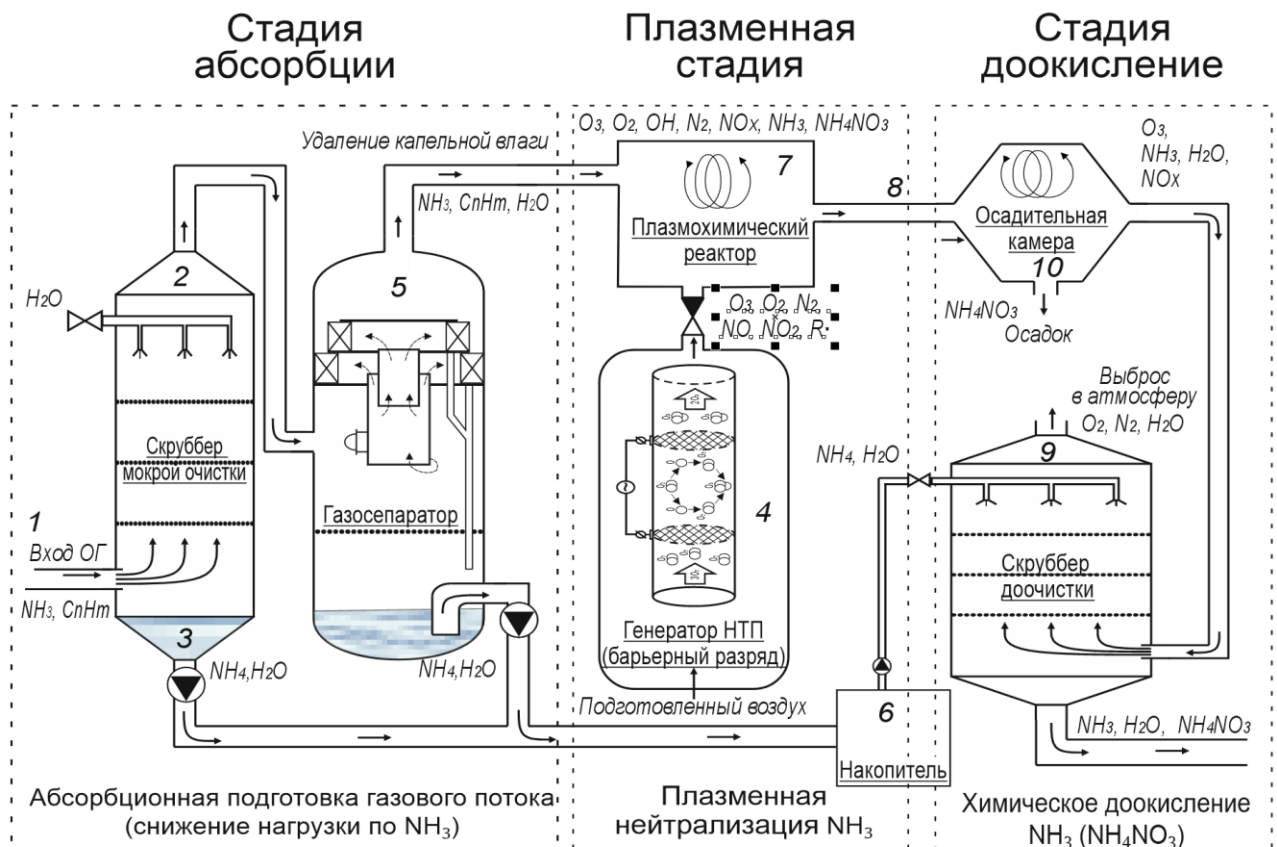 Стадия
абсорбции
Плазменная
стадия
Стадия
доокисление
Удаление капельной влаги
NH₃, CnHm, H₂O
2
H₂O
5
Скруббер
мокрой очистки
Газосепаратор
1
Вход ОГ
NH₃, CnHm
3
NH₄,H₂O
NH₄,H₂O
Абсорбционная подготовка газового потока
(снижение нагрузки по NH₃)
O₃, O₂, OH, N₂, NOx, NH₃, NH₄NO₃
7
Плазмохимический
реактор
O₃, O₂, N₂,
NO, NO₂, R·
2O₃
3O₂
4
Генератор НТП
(барьерный разряд)
Подготовленный воздух
6
Накопитель
Плазменная
нейтрализация NH₃
8
O₃,
NH₃, H₂O,
NOx
Осадительная
камера
10
NH₄NO₃
Осадок
Выброс
в атмосферу
O₂, N₂, H₂O
9
NH₄, H₂O
Скруббер
доочистки
NH₃, H₂O, NH₄NO₃
Химическое доокисление
NH₃ (NH₄NO₃)